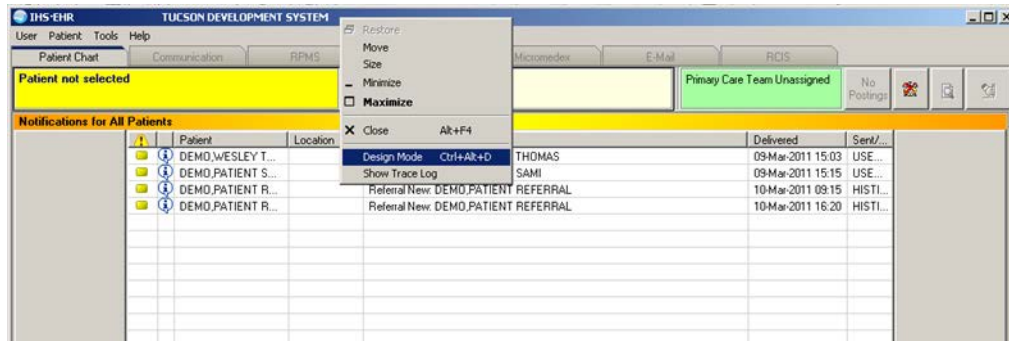 IHS-EHR TUCSON DEVELOPMENT SYSTEM
User Patient Tools Help
Patient Chart Communication RPMS Micromedex E-Mail RCIS
Restore
Move
Size
Minimize
Maximize
Close Alt+F4
Design Mode Ctrl+Alt+D
Show Trace Log
Patient not selected
Primary Care Team Unassigned
No
Postings
Notifications for All Patients
Patient Location Delivered Sent/...
DEMO,WESLEY T... THOMAS 09-Mar-2011 15:03 USE...
DEMO,PATIENT S... SAMI 09-Mar-2011 15:15 USE...
DEMO,PATIENT R... Referral New: DEMO,PATIENT REFERRAL 10-Mar-2011 09:15 HISTI...
DEMO,PATIENT R... Referral New: DEMO,PATIENT REFERRAL 10-Mar-2011 16:20 HISTI...